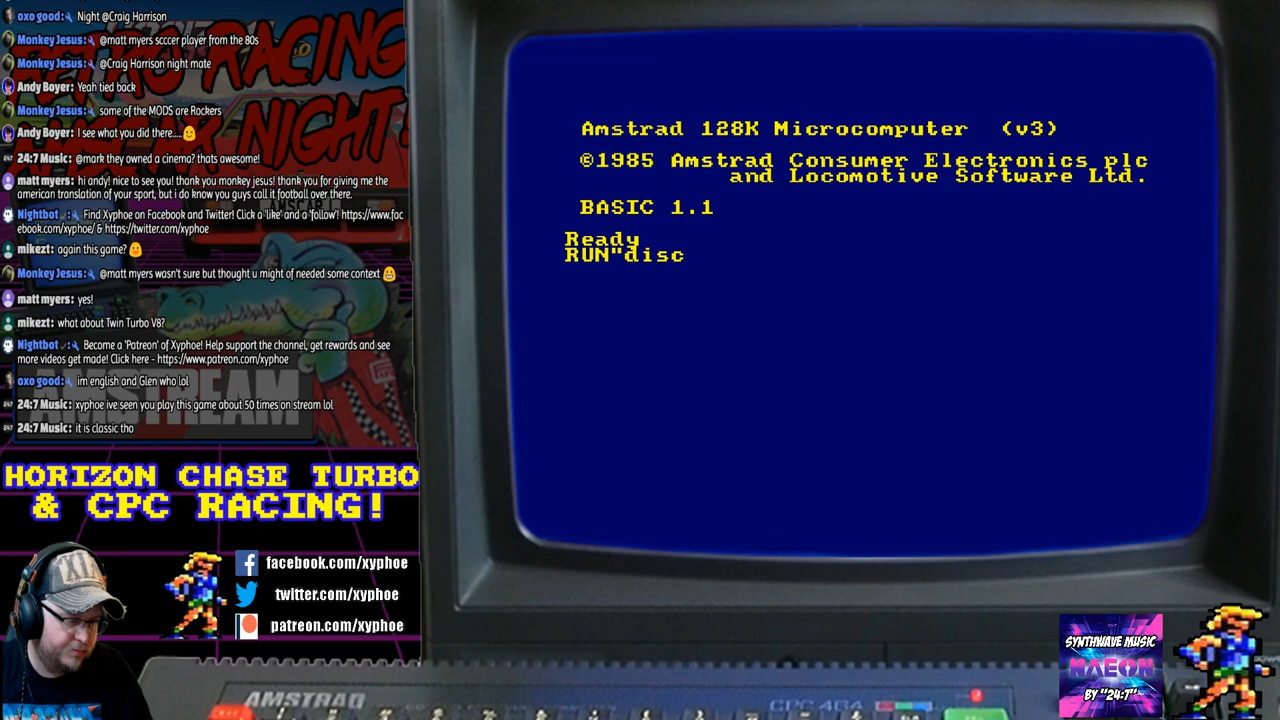 oxo good: Night @Craig Harrison
MonkeyJesus: @matt myers scccer player from the 80s
MonkeyJesus: @Craig Harrison night mate
Andy Boyer: Yeah tied back
MonkeyJesus: some of the MODS are Rockers
Andy Boyer: I see what you did there.....
24:7 Music: @mark they owned a cinema? thats awesome!
matt myers: hi andy! nice to see you! thank you monkey jesus! thank you for giving me the
american translation of your sport, but i do know you guys call it football over there.
Nightbot: Find Xyphoe on Facebook and Twitter! Click a 'like' and a 'follow'! https://www.fac
ebook.com/xyphoe/ & https://twitter.com/xyphoe
mikezt: again this game?
MonkeyJesus: @matt myers wasn't sure but thought u might of needed some context
matt myers: yes!
mikezt: what about Twin Turbo V8?
Nightbot: Become a 'Patreon' of Xyphoe! Help support the channel, get rewards and see
more videos get made! Click here - https://www.patreon.com/xyphoe
oxo good: im english and Glen who lol
24:7 Music: xyphoe ive seen you play this game about 50 times on stream lol
24:7 Music: it is classic tho
RETRO RACING
NIGHT!
AMSTREAM
HORIZON CHASE TURBO
& CPC RACING!
facebook.com/xyphoe
twitter.com/xyphoe
patreon.com/xyphoe
Amstrad 128K Microcomputer (v3)
©1985 Amstrad Consumer Electronics plc
and Locomotive Software Ltd.
BASIC 1.1
Ready
RUN"disc
AMSTRAD
CPC 464
SYNTHWAVE MUSIC
NAEON
BY "24:7"